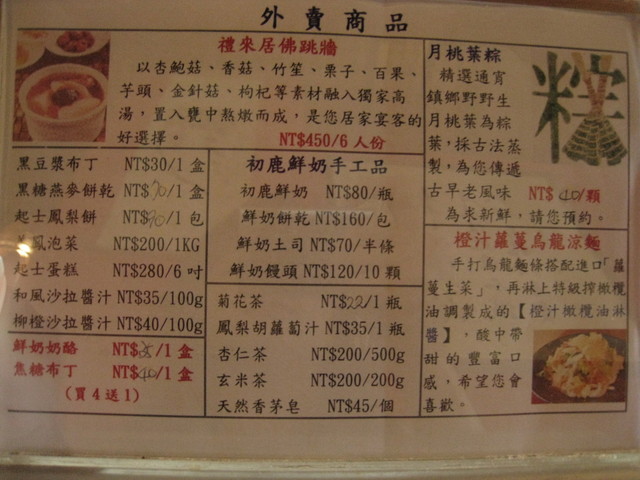 外賣商品
禮來居佛跳牆
以杏鮑菇、香菇、竹笙、栗子、百果、
芋頭、金針菇、枸杞等素材融入獨家高
湯，置入甕中熬燉而成，是您居家宴客的
好選擇。
NT$450/6人份
月桃葉粽
精選通宵
鎮鄉野野生
月桃葉為粽
葉，採古法蒸
製，為您傳遞
古早老風味 NT$40/顆
為求新鮮，請您預約。
粽
黑豆漿布丁 NT$30/1盒
黑糖燕麥餅乾 NT$ /1盒
起士鳳梨餅 NT$ /1包
鳳泡菜 NT$200/1KG
起士蛋糕 NT$280/6吋
和風沙拉醬汁 NT$35/100g
柳橙沙拉醬汁 NT$40/100g
鮮奶奶酪 NT$ /1盒
焦糖布丁 NT$40/1盒
(買4送1)
初鹿鮮奶手工品
初鹿鮮奶 NT$80/瓶
鮮奶餅乾 NT$160/包
鮮奶土司 NT$70/半條
鮮奶饅頭 NT$120/10顆
菊花茶 NT$22/1瓶
鳳梨胡蘿蔔汁 NT$35/1瓶
杏仁茶 NT$200/500g
玄米茶 NT$200/200g
天然香茅皂 NT$45/個
橙汁蘿蔓烏龍涼麵
手打烏龍麵條搭配進口「蘿
蔓生菜」，再淋上特級搾橄欖
油調製成的【橙汁橄欖油淋
醬】，酸中帶
甜的豐富口
感，希望您會
喜歡。